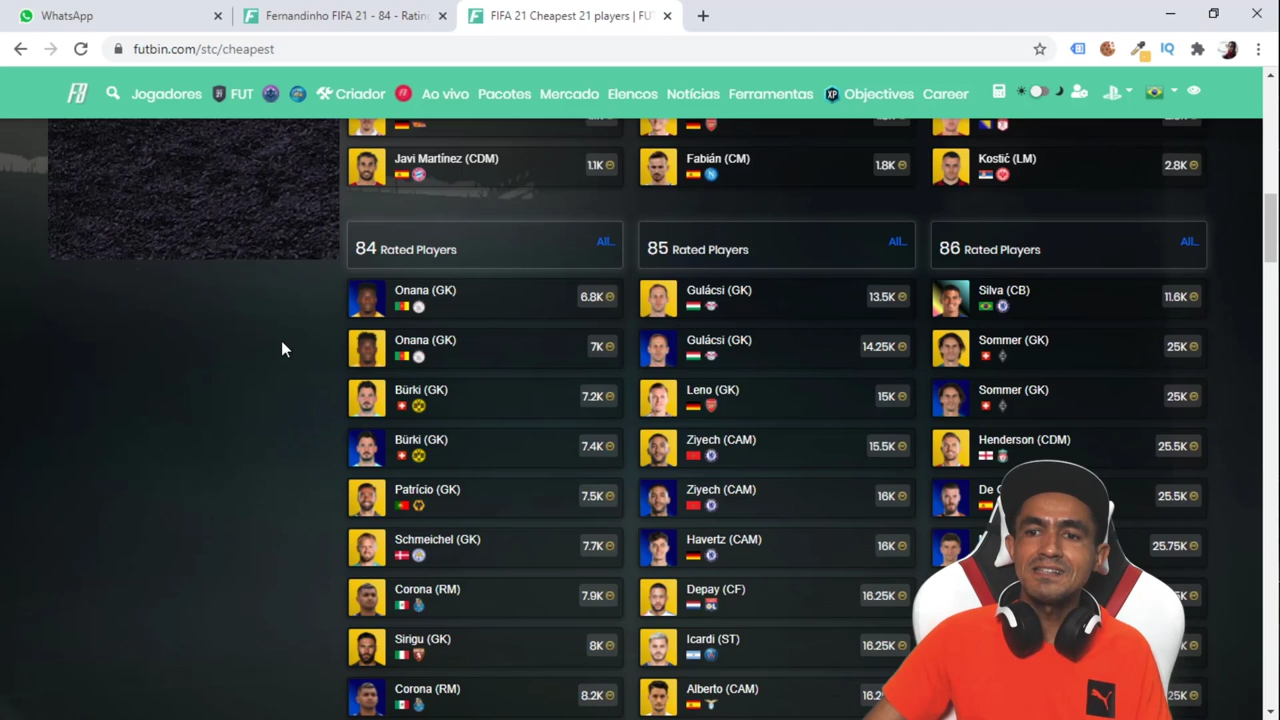 WhatsApp
Fernandinho FIFA 21 - 84 - Rating
FIFA 21 Cheapest 21 players | FUT
futbin.com/stc/cheapest
IQ
F8
Jogadores
FUT
Criador
Ao vivo
Pacotes
Mercado
Elencos
Notícias
Ferramentas
XP
Objectives
Career
Javi Martínez (CDM)
1.1K
Fabián (CM)
1.8K
Kostić (LM)
2.8K
84 Rated Players
All...
85 Rated Players
All...
86 Rated Players
All...
Onana (GK)
6.8K
Gulácsi (GK)
13.5K
Silva (CB)
11.6K
Onana (GK)
7K
Gulácsi (GK)
14.25K
Sommer (GK)
25K
Bürki (GK)
7.2K
Leno (GK)
15K
Sommer (GK)
25K
Bürki (GK)
7.4K
Ziyech (CAM)
15.5K
Henderson (CDM)
25.5K
Patrício (GK)
7.5K
Ziyech (CAM)
16K
De
25.5K
Schmeichel (GK)
7.7K
Havertz (CAM)
16K
25.75K
Corona (RM)
7.9K
Depay (CF)
16.25K
Sirigu (GK)
8K
Icardi (ST)
16.25K
Corona (RM)
8.2K
Alberto (CAM)